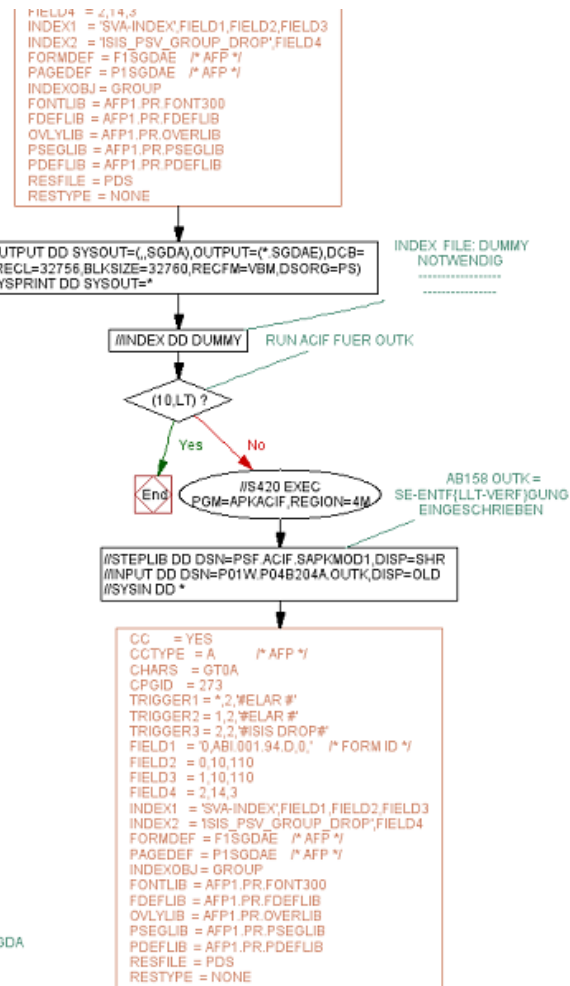 FIELD4 = 2,14,3
INDEX1 = 'SVA-INDEX',FIELD1,FIELD2,FIELD3
INDEX2 = 'ISIS_PSV_GROUP_DROP',FIELD4
FORMDEF = F1SGDAE /* AFP */
PAGEDEF = P1SGDAE /* AFP */
INDEXOBJ = GROUP
FONTLIB = AFP1.PR.FONT300
FDEFLIB = AFP1.PR.FDEFLIB
OVLYLIB = AFP1.PR.OVERLIB
PSEGLIB = AFP1.PR.PSEGLIB
PDEFLIB = AFP1.PR.PDEFLIB
RESFILE = PDS
RESTYPE = NONE
UTPUT DD SYSOUT=(,,SGDA),OUTPUT=(*.SGDAE),DCB=
RECL=32756,BLKSIZE=32760,RECFM=VBM,DSORG=PS)
YSPRINT DD SYSOUT=*
INDEX FILE: DUMMY
NOTWENDIG
-----------------
---------------
//INDEX DD DUMMY
RUN ACIF FUER OUTK
(10,LT) ?
Yes
No
End
//S420 EXEC
PGM=APKACIF,REGION=4M
AB158 OUTK =
SE-ENTF{LLT-VERF}GUNG
EINGESCHRIEBEN
//STEPLIB DD DSN=PSF.ACIF.SAPKMOD1,DISP=SHR
//INPUT DD DSN=P01W.P04B204A.OUTK,DISP=OLD
//SYSIN DD *
CC = YES
CCTYPE = A /* AFP */
CHARS = GT0A
CPGID = 273
TRIGGER1 = *,2,'#ELAR #'
TRIGGER2 = 1,2,'#ELAR #'
TRIGGER3 = 2,2,'#ISIS DROP#'
FIELD1 = '0,ABI.001.94.D,0,' /* FORM ID */
FIELD2 = 0,10,110
FIELD3 = 1,10,110
FIELD4 = 2,14,3
INDEX1 = 'SVA-INDEX',FIELD1,FIELD2,FIELD3
INDEX2 = 'ISIS_PSV_GROUP_DROP',FIELD4
FORMDEF = F1SGDAE /* AFP */
PAGEDEF = P1SGDAE /* AFP */
INDEXOBJ = GROUP
FONTLIB = AFP1.PR.FONT300
FDEFLIB = AFP1.PR.FDEFLIB
OVLYLIB = AFP1.PR.OVERLIB
PSEGLIB = AFP1.PR.PSEGLIB
PDEFLIB = AFP1.PR.PDEFLIB
RESFILE = PDS
RESTYPE = NONE
GDA